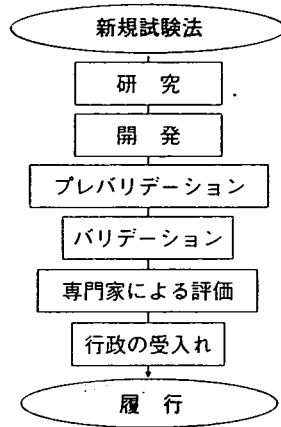 新規試験法
研　究
開　発
プレバリデーション
バリデーション
専門家による評価
行政の受入れ
履　行